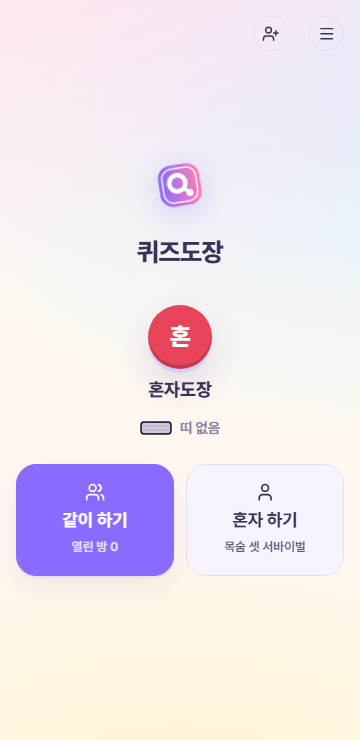 퀴즈도장
혼
혼자도장
띠 없음
같이 하기
열린 방 0
혼자 하기
목숨 셋 서바이벌